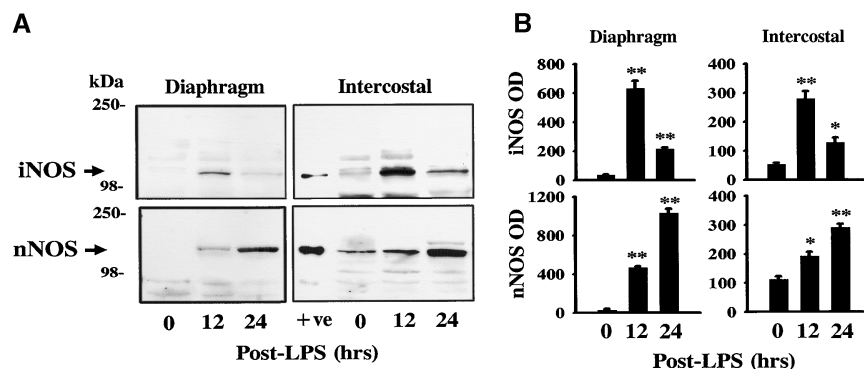 A
kDa
Diaphragm
Intercostal
250-
iNOS
98-
250-
nNOS
98-
0 12 24 +ve 0 12 24
Post-LPS (hrs)
B
Diaphragm
Intercostal
iNOS OD
800
600
400
200
0
**
**
400
300
200
100
0
**
*
nNOS OD
1200
800
400
0
**
**
400
300
200
100
0
*
**
0 12 24
0 12 24
Post-LPS (hrs)